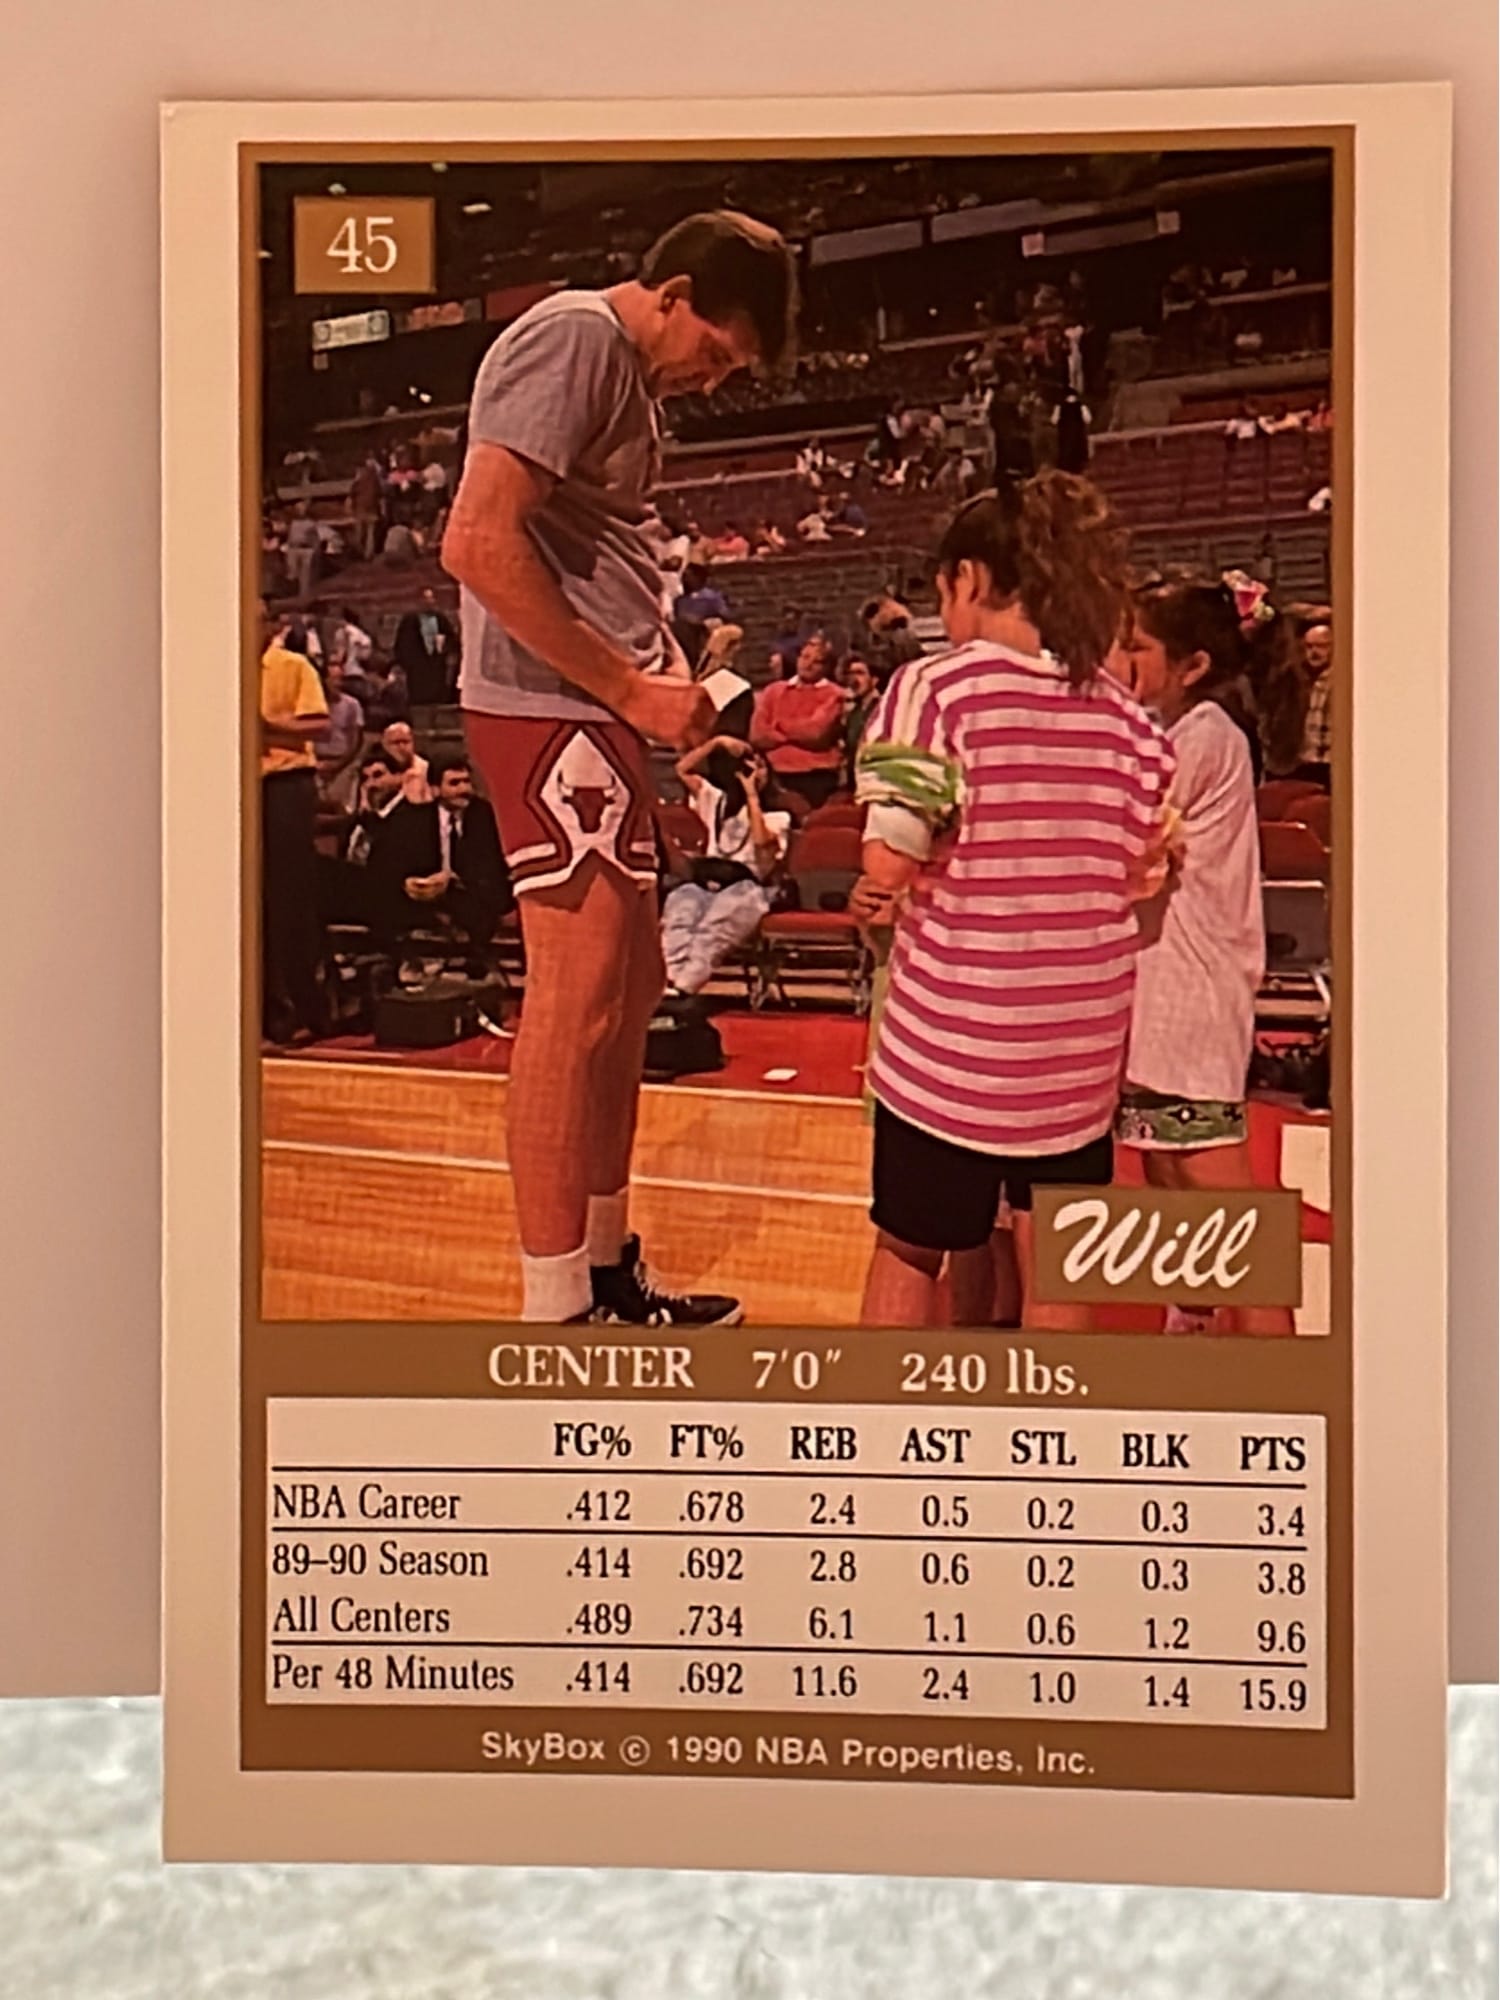 45
Will
CENTER 7'0" 240 lbs.
FG% FT% REB AST STL BLK PTS
NBA Career .412 .678 2.4 0.5 0.2 0.3 3.4
89–90 Season .414 .692 2.8 0.6 0.2 0.3 3.8
All Centers .489 .734 6.1 1.1 0.6 1.2 9.6
Per 48 Minutes .414 .692 11.6 2.4 1.0 1.4 15.9
SkyBox © 1990 NBA Properties, Inc.